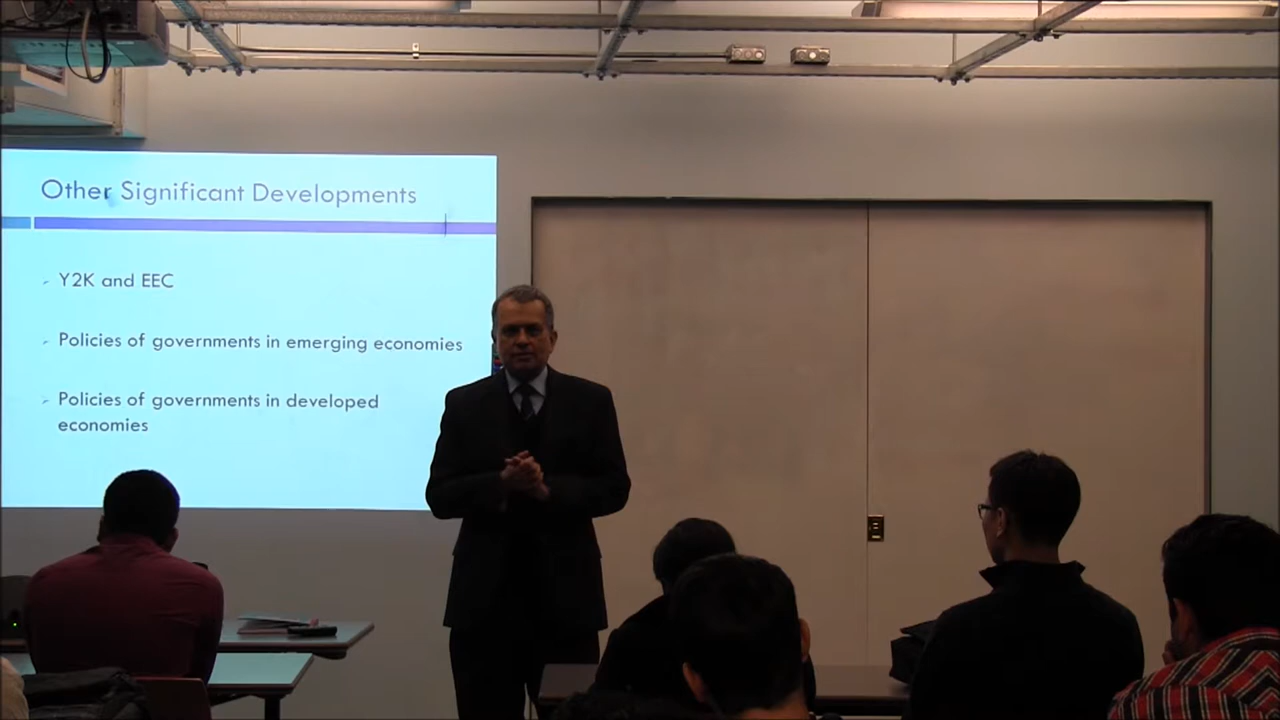 Other Significant Developments
Y2K and EEC
Policies of governments in emerging economies
Policies of governments in developed
economies